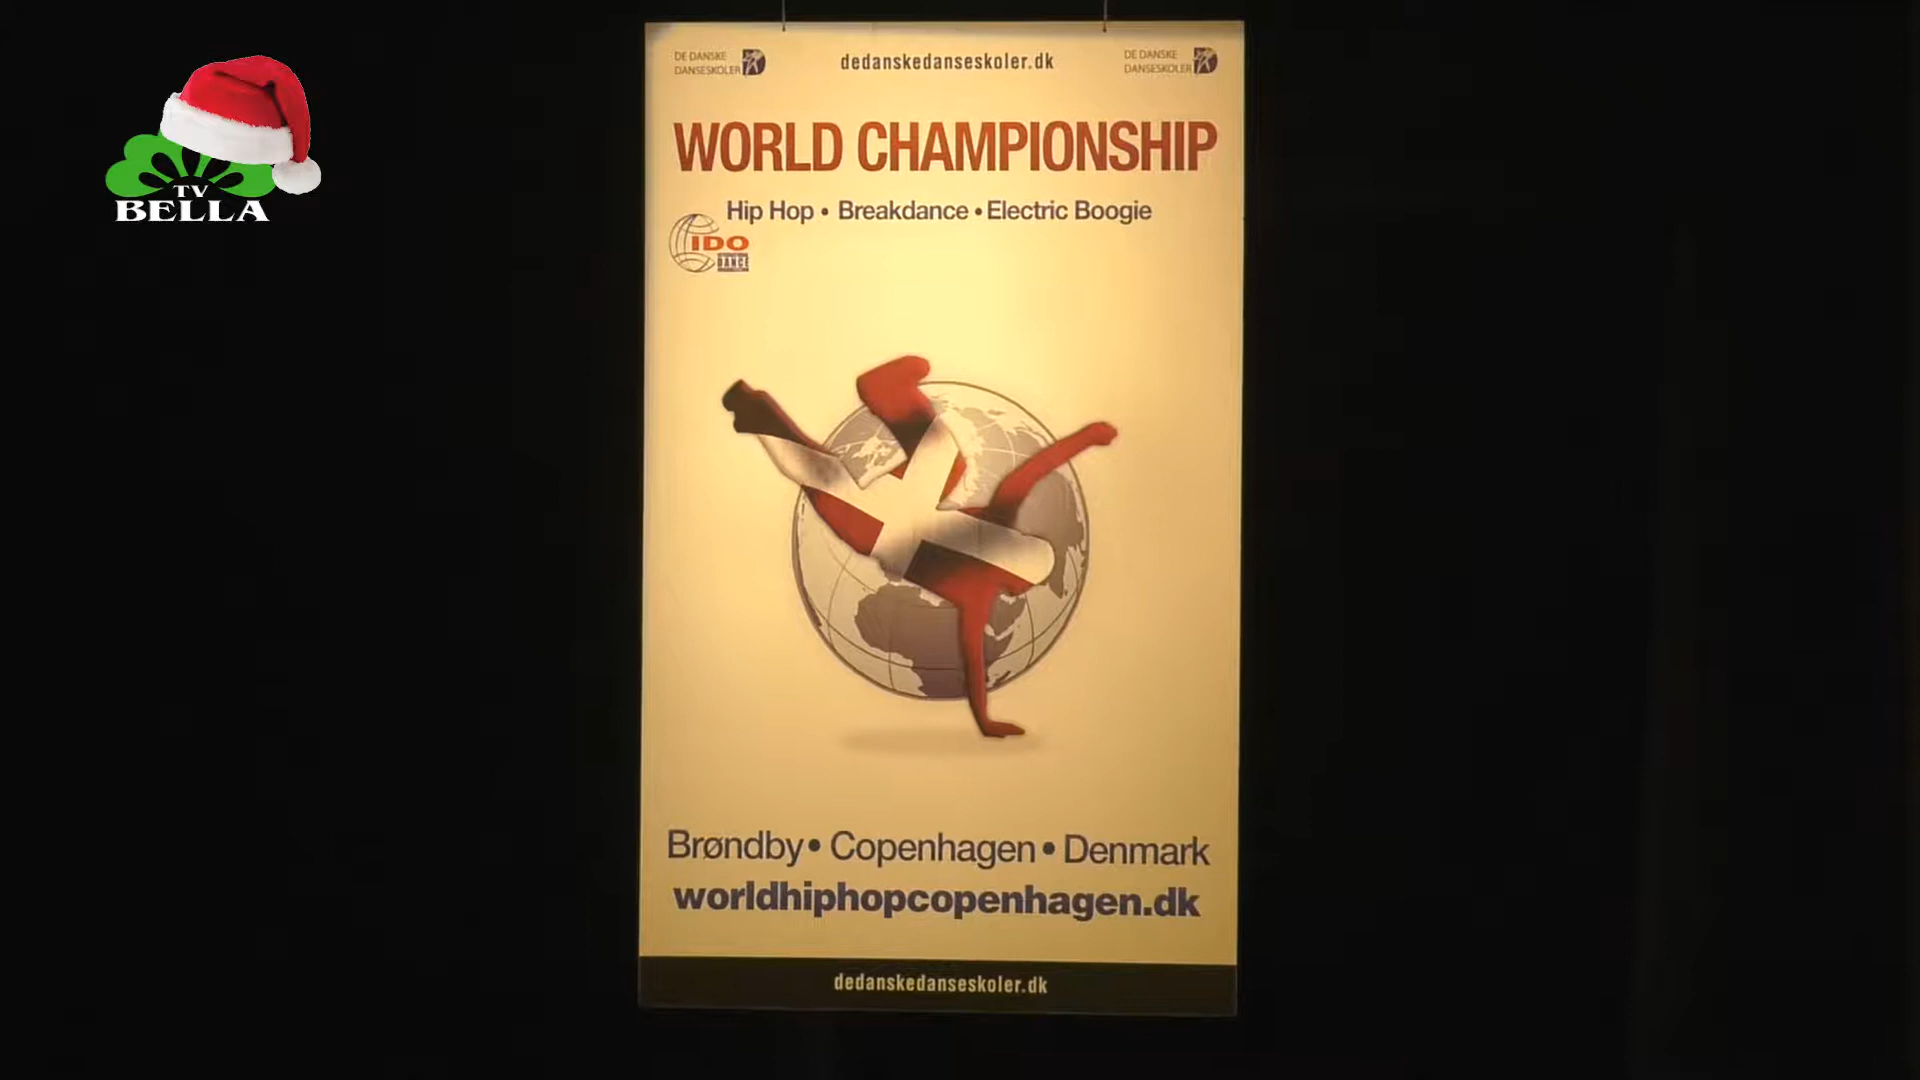 TV
BELLA
DE DANSKE
DANSESKOLER
dedanskedanseskoler.dk
DE DANSKE
DANSESKOLER
WORLD CHAMPIONSHIP
Hip Hop • Breakdance • Electric Boogie
IDO
DANCE
Brøndby • Copenhagen • Denmark
worldhiphopcopenhagen.dk
dedanskedanseskoler.dk